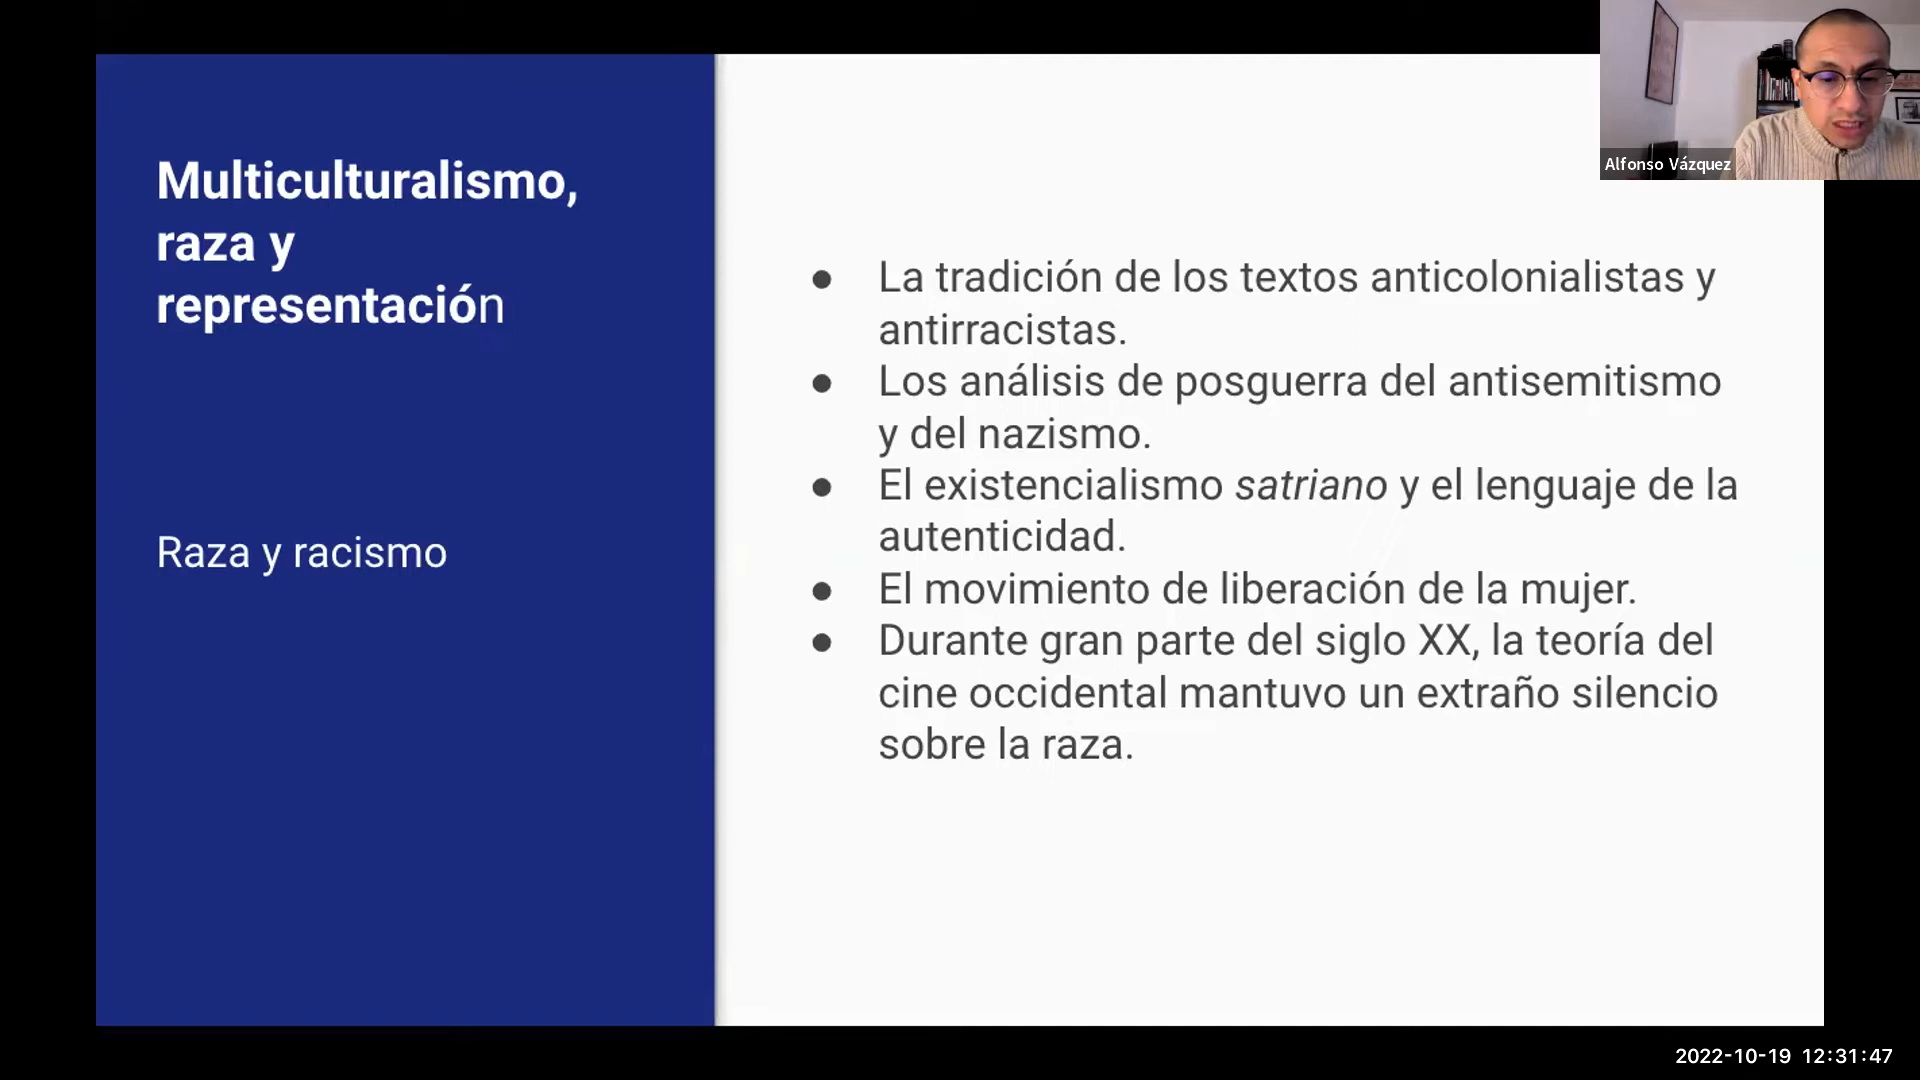 Multiculturalismo,
raza y
representación
Raza y racismo
● La tradición de los textos anticolonialistas y
antirracistas.
● Los análisis de posguerra del antisemitismo
y del nazismo.
● El existencialismo satriano y el lenguaje de la
autenticidad.
● El movimiento de liberación de la mujer.
● Durante gran parte del siglo XX, la teoría del
cine occidental mantuvo un extraño silencio
sobre la raza.
Alfonso Vázquez
2022-10-19 12:31:47